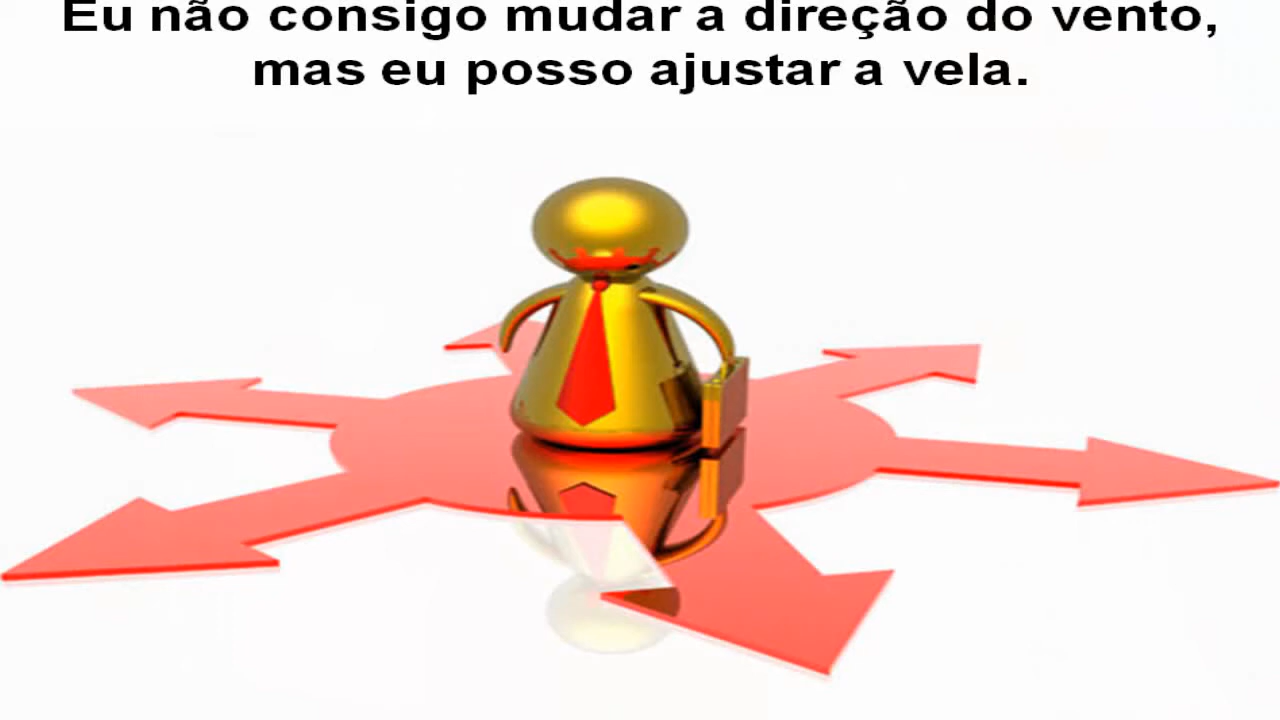 Eu não consigo mudar a direção do vento,
mas eu posso ajustar a vela.